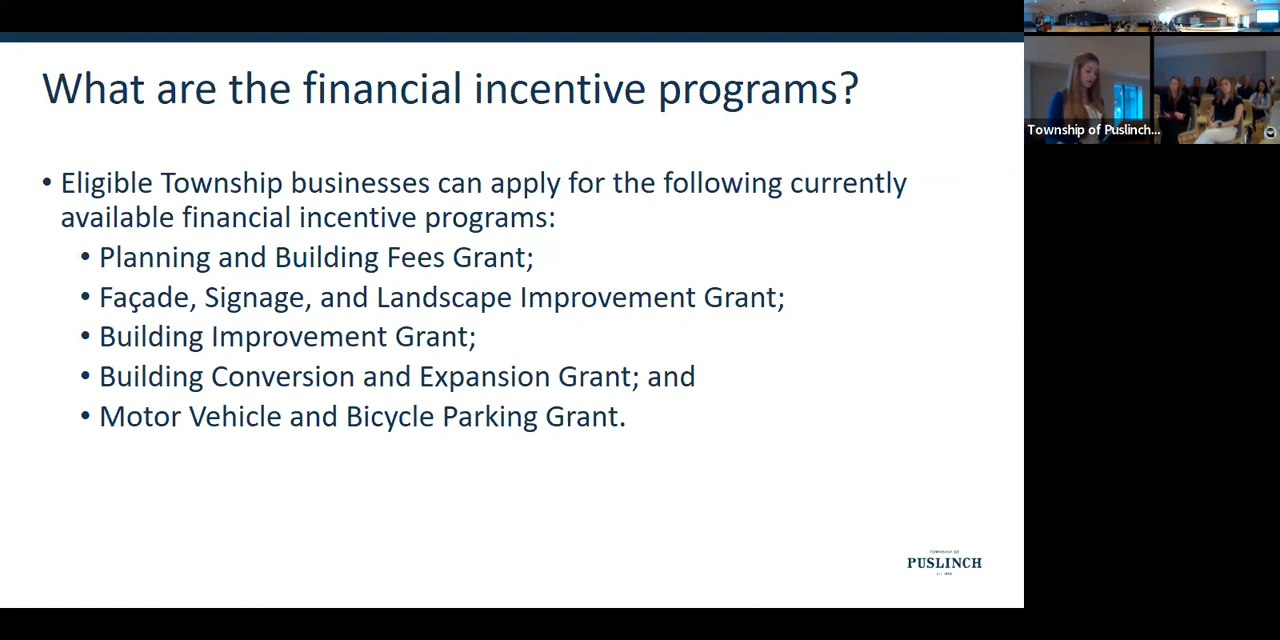 What are the financial incentive programs?
• Eligible Township businesses can apply for the following currently
available financial incentive programs:
• Planning and Building Fees Grant;
• Façade, Signage, and Landscape Improvement Grant;
• Building Improvement Grant;
• Building Conversion and Expansion Grant; and
• Motor Vehicle and Bicycle Parking Grant.
Township of Puslinch...
TOWNSHIP OF
PUSLINCH